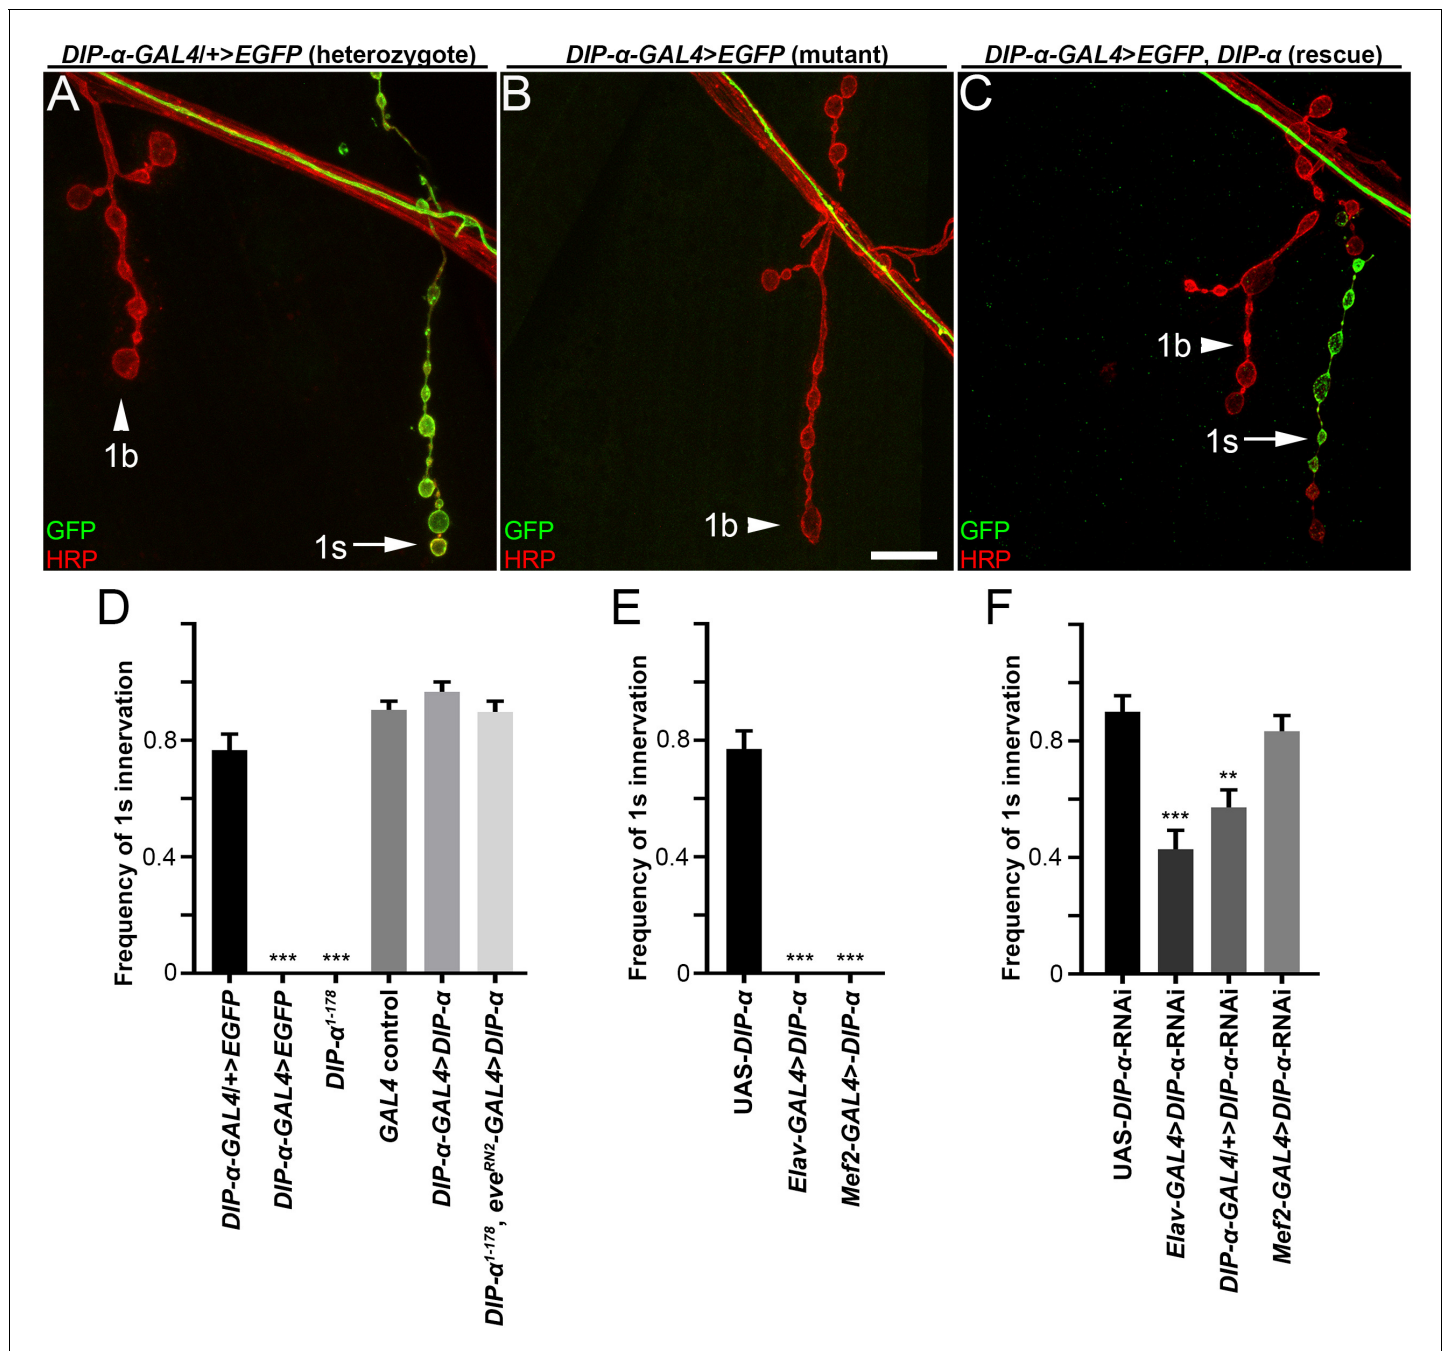 DIP-α-GAL4/+>EGFP (heterozygote)
DIP-α-GAL4>EGFP (mutant)
DIP-α-GAL4>EGFP, DIP-α (rescue)
A
1b
1s
GFP
HRP
B
1b
GFP
HRP
C
1b
1s
GFP
HRP
D
Frequency of 1s innervation
0.8
0.4
0
*** ***
DIP-α-GAL4/+>EGFP
DIP-α-GAL4>EGFP
DIP-α¹⁻¹⁷⁸
GAL4 control
DIP-α-GAL4>DIP-α
DIP-α¹⁻¹⁷⁸, eveᴿᴺ²-GAL4>DIP-α
E
Frequency of 1s innervation
0.8
0.4
0
*** ***
UAS-DIP-α
Elav-GAL4>DIP-α
Mef2-GAL4>-DIP-α
F
Frequency of 1s innervation
0.8
0.4
0
*** **
UAS-DIP-α-RNAi
Elav-GAL4>DIP-α-RNAi
DIP-α-GAL4/+>DIP-α-RNAi
Mef2-GAL4>DIP-α-RNAi